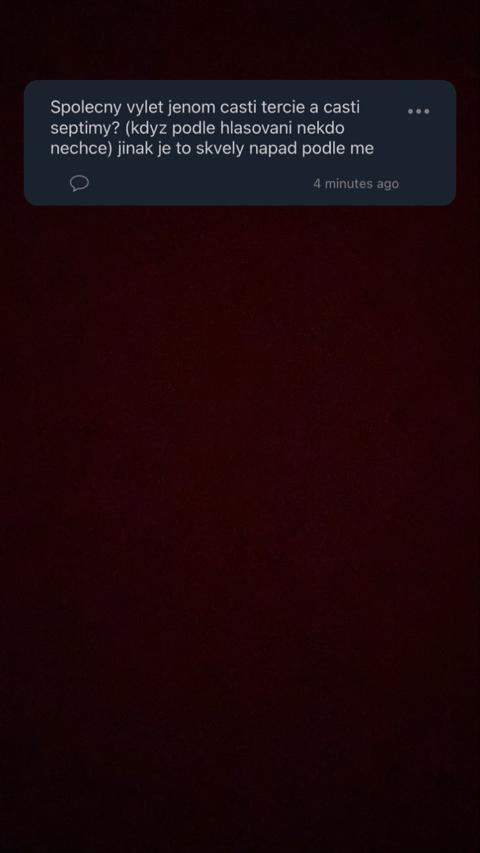 Spolecny vylet jenom casti tercie a casti
septimy? (kdyz podle hlasovani nekdo
nechce) jinak je to skvely napad podle me
4 minutes ago